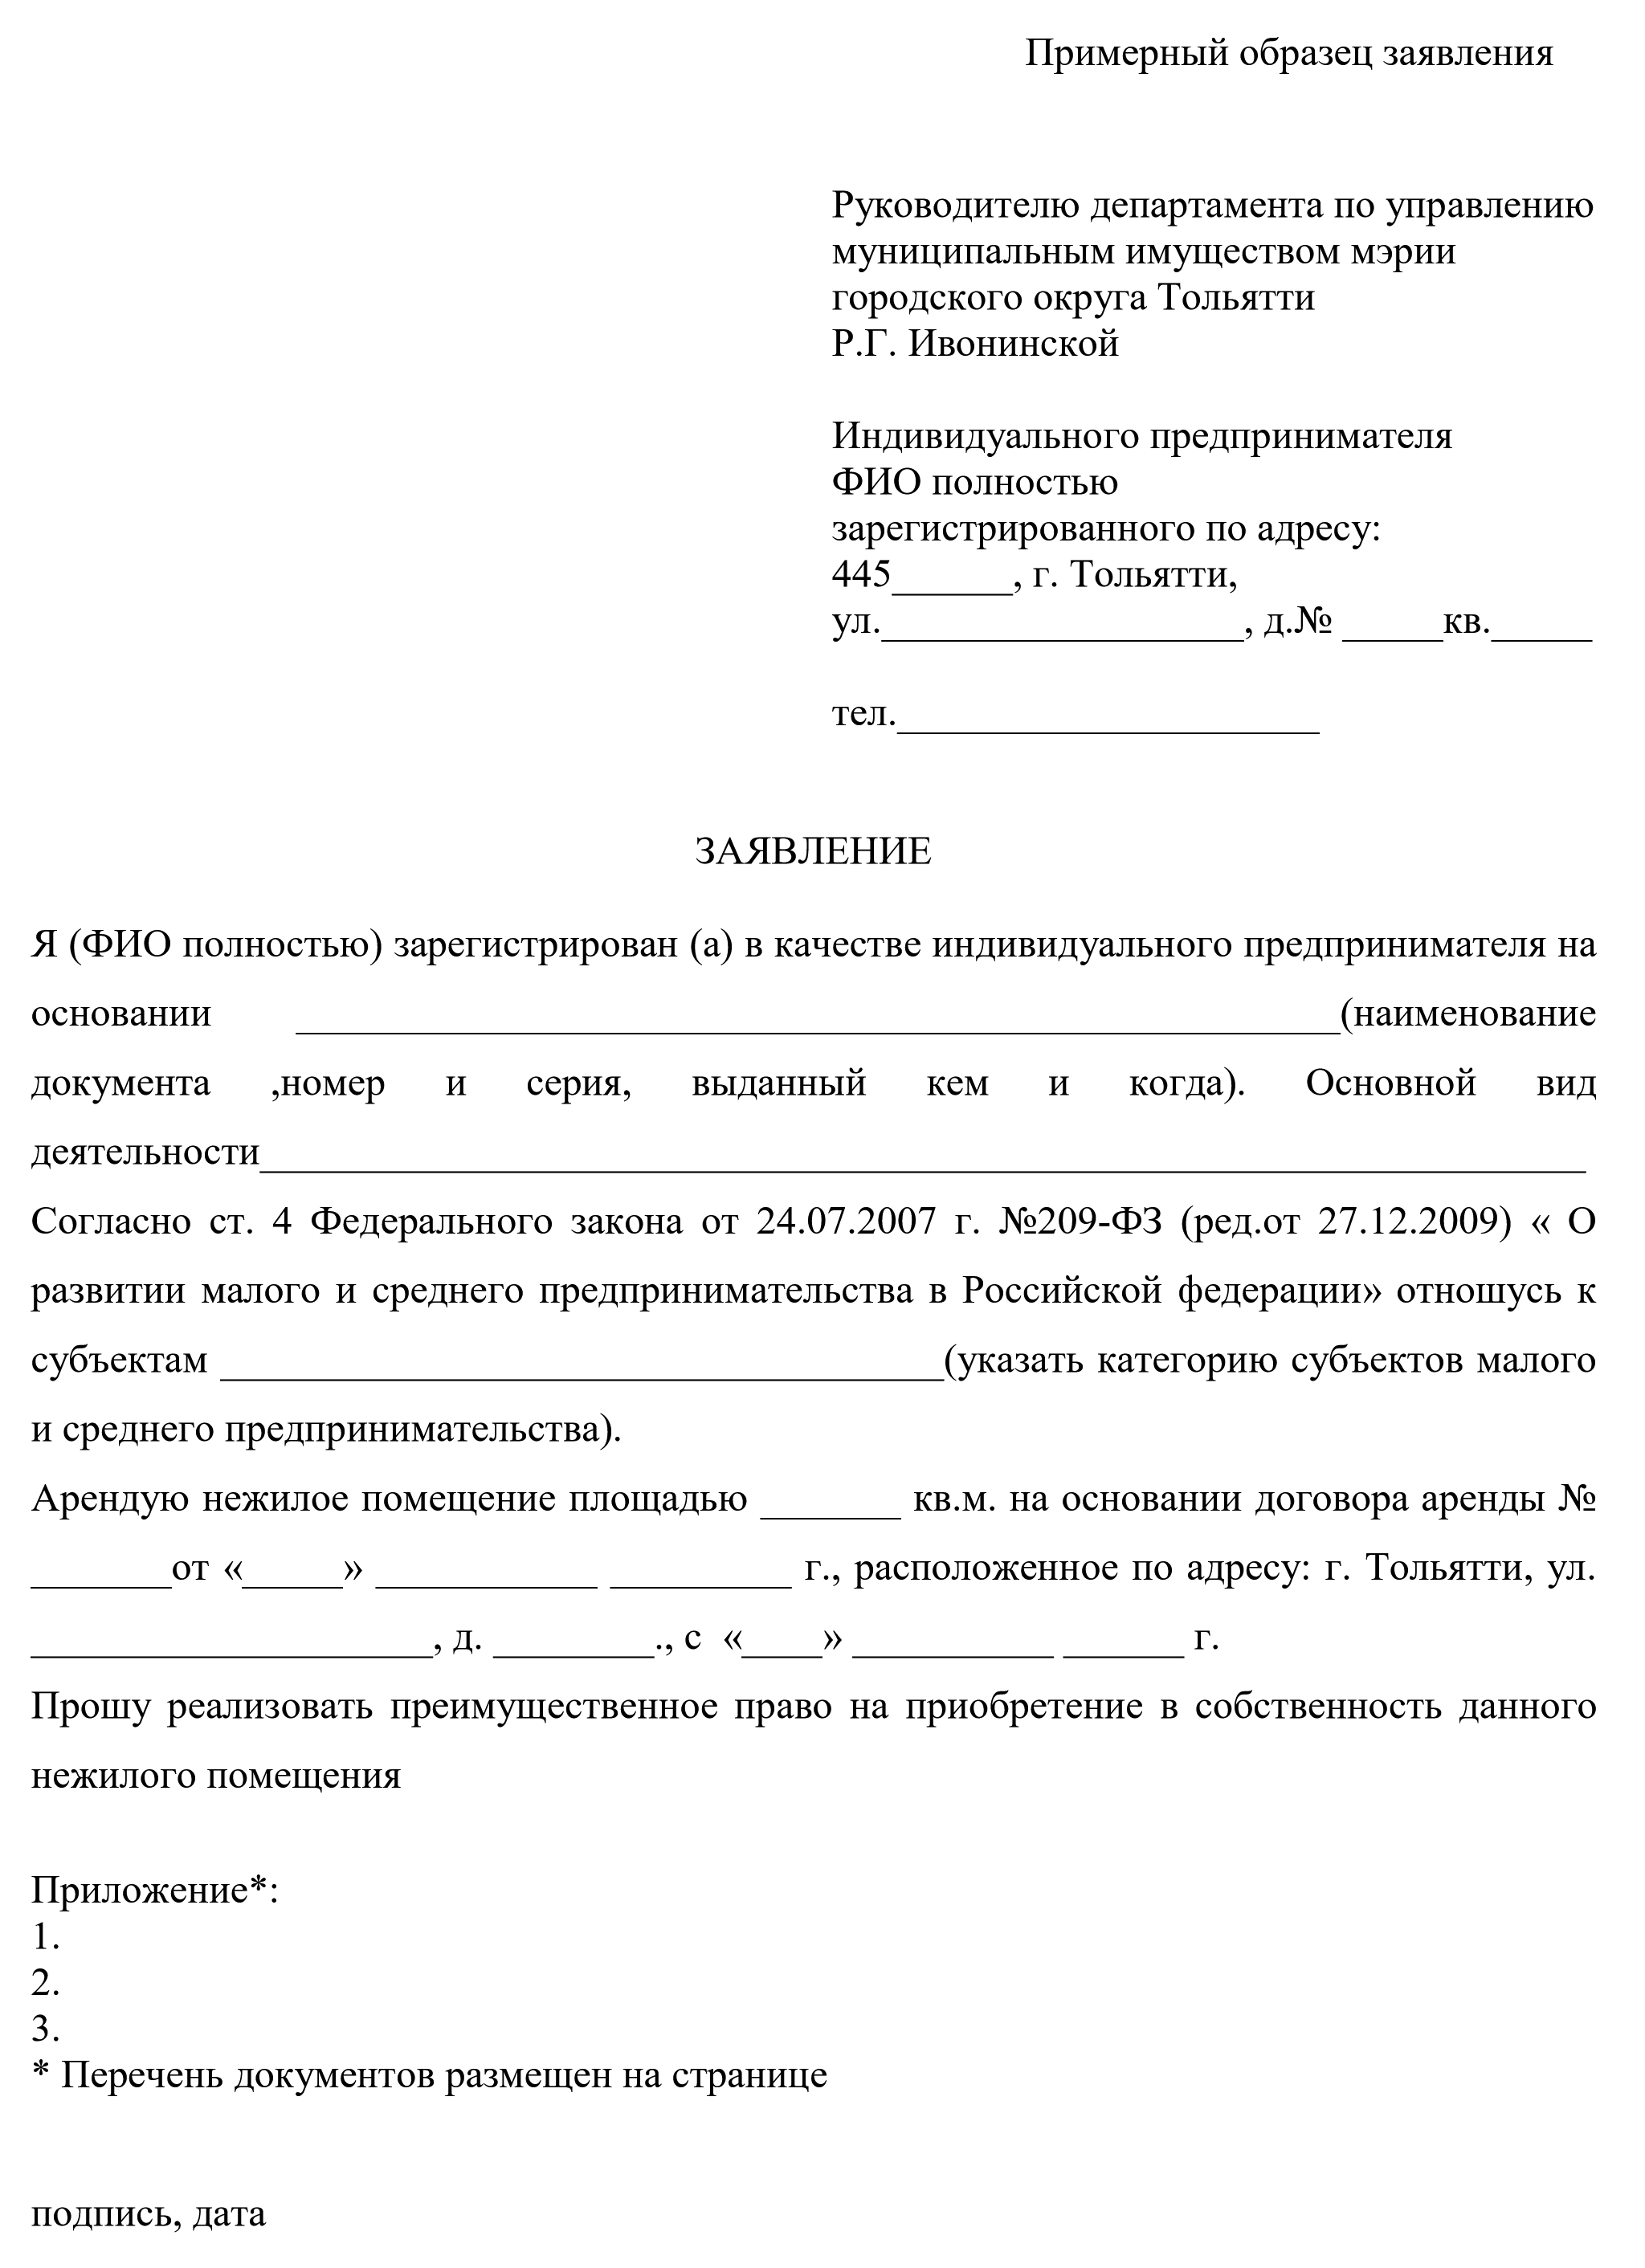 Примерный образец заявления
Руководителю департамента по управлению
муниципальным имуществом мэрии
городского округа Тольятти
Р.Г. Ивонинской
Индивидуального предпринимателя
ФИО полностью
зарегистрированного по адресу:
445______, г. Тольятти,
ул.__________________, д.№ _____кв._____
тел._____________________
ЗАЯВЛЕНИЕ
Я (ФИО полностью) зарегистрирован (а) в качестве индивидуального предпринимателя на
основании ____________________________________________________(наименование
документа ,номер и серия, выданный кем и когда). Основной вид
деятельности__________________________________________________________________
Согласно ст. 4 Федерального закона от 24.07.2007 г. №209-ФЗ (ред.от 27.12.2009) « О
развитии малого и среднего предпринимательства в Российской федерации» отношусь к
субъектам ____________________________________(указать категорию субъектов малого
и среднего предпринимательства).
Арендую нежилое помещение площадью _______ кв.м. на основании договора аренды №
_______от «_____» ___________ _________ г., расположенное по адресу: г. Тольятти, ул.
____________________, д. ________., с «____» __________ ______ г.
Прошу реализовать преимущественное право на приобретение в собственность данного
нежилого помещения
Приложение*:
1.
2.
3.
* Перечень документов размещен на странице
подпись, дата